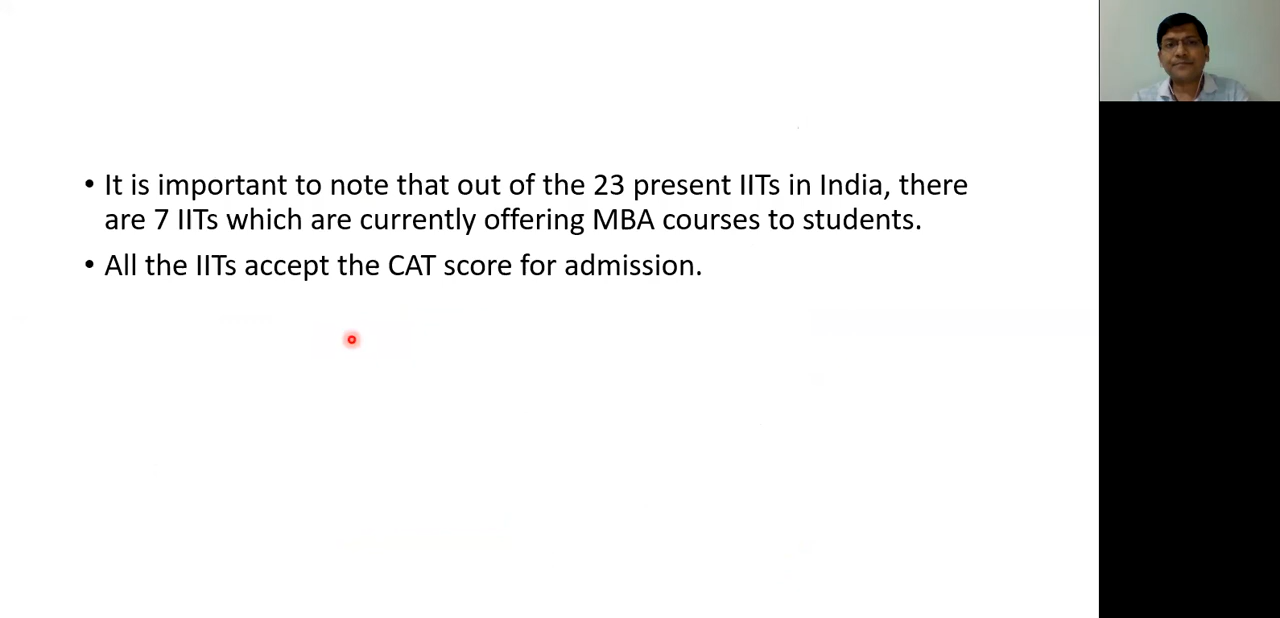 • It is important to note that out of the 23 present IITs in India, there
are 7 IITs which are currently offering MBA courses to students.
• All the IITs accept the CAT score for admission.